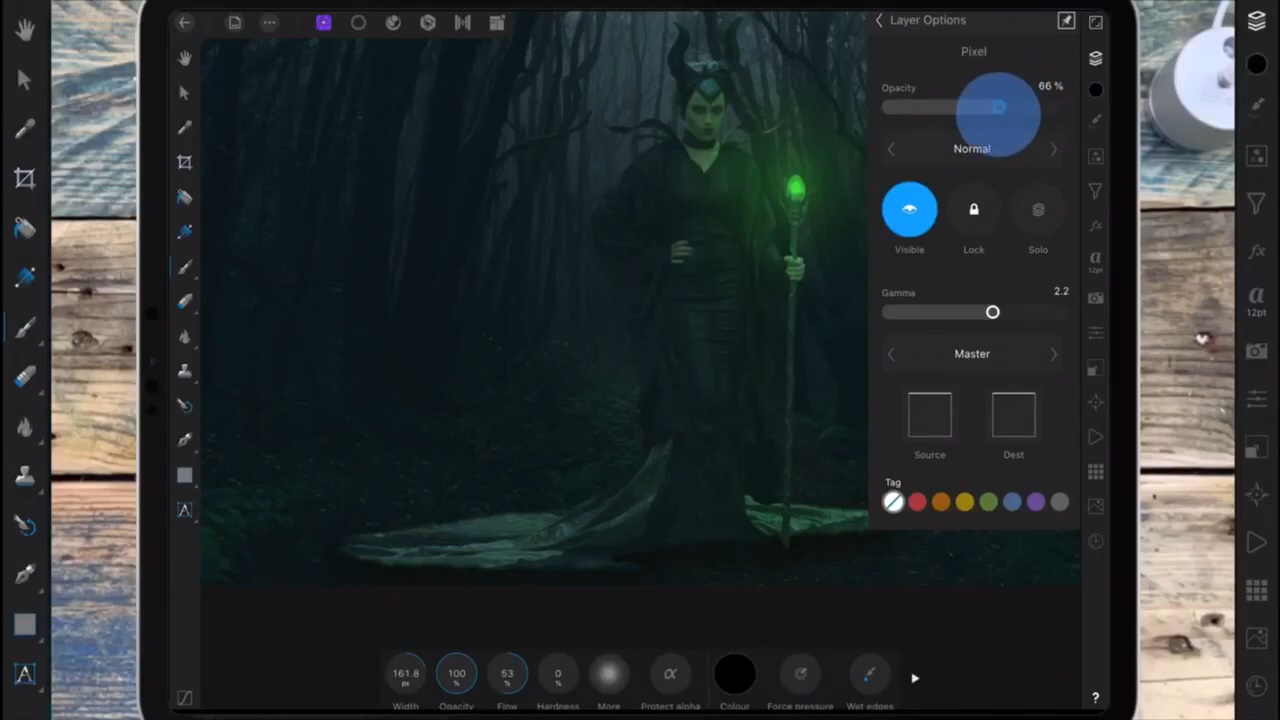 Layer Options
Pixel
Opacity
66 %
Normal
Visible
Lock
Solo
Gamma
2.2
Master
Source
Dest
Tag
a
12pt
a
12pt
A
A
?
161.8
px
100
%
53
%
0
%
α
Width
Opacity
Flow
Hardness
More
Protect alpha
Colour
Force pressure
Wet edges